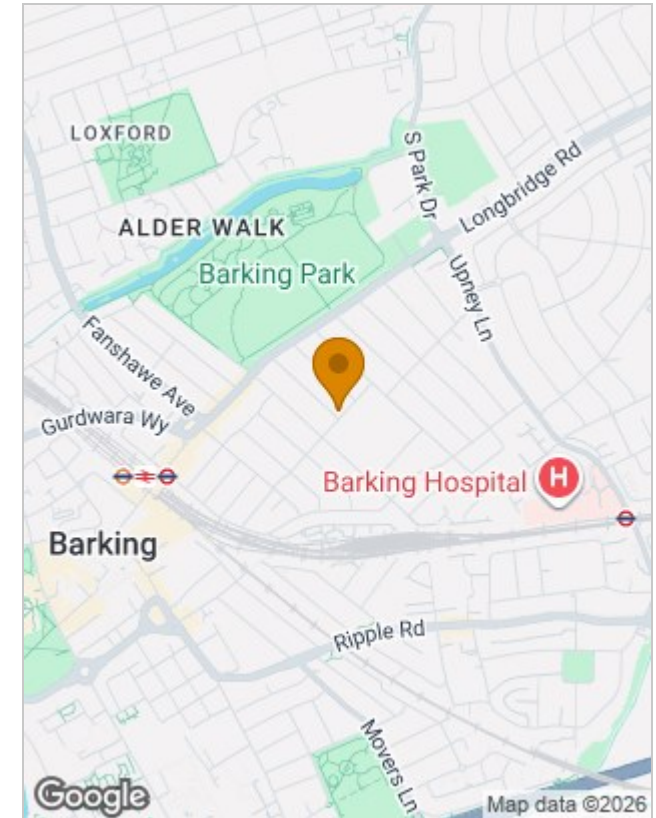 LOXFORD
S Park Dr
Longbridge Rd
ALDER WALK
Barking Park
Upney Ln
Fanshawe Ave
Gurdwara Wy
Barking Hospital
H
Barking
Ripple Rd
Movers Ln
Google
Map data ©2026